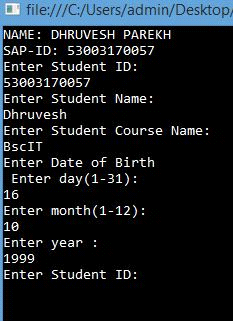 file:///C:/Users/admin/Desktop/
NAME: DHRUVESH PAREKH
SAP-ID: 53003170057
Enter Student ID:
53003170057
Enter Student Name:
Dhruvesh
Enter Student Course Name:
BscIT
Enter Date of Birth
 Enter day(1-31):
16
Enter month(1-12):
10
Enter year :
1999
Enter Student ID: